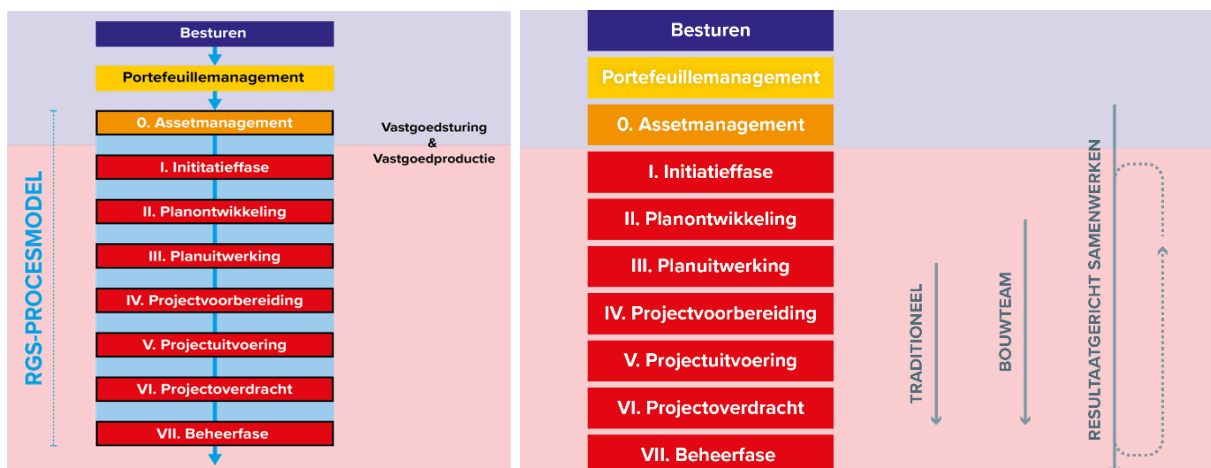 Besturen
Portefeuillemanagement
0. Assetmanagement
Vastgoedsturing
&
Vastgoedproductie
I. Inititatieffase
II. Planontwikkeling
III. Planuitwerking
IV. Projectvoorbereiding
V. Projectuitvoering
VI. Projectoverdracht
VII. Beheerfase
RGS-PROCESMODEL
Besturen
Portefeuillemanagement
0. Assetmanagement
I. Initiatieffase
II. Planontwikkeling
III. Planuitwerking
IV. Projectvoorbereiding
V. Projectuitvoering
VI. Projectoverdracht
VII. Beheerfase
TRADITIONEEL
BOUWTEAM
RESULTAATGERICHT SAMENWERKEN